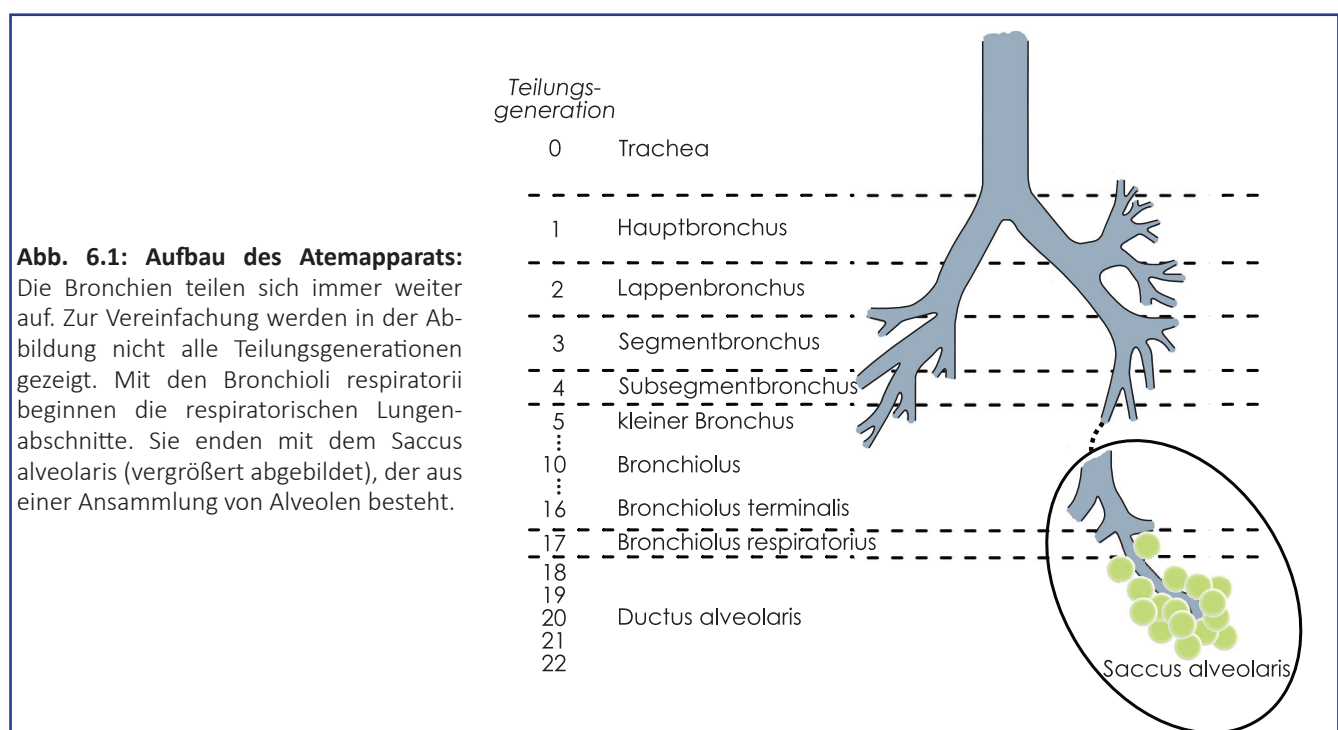 Abb. 6.1: Aufbau des Atemapparats:
Die Bronchien teilen sich immer weiter
auf. Zur Vereinfachung werden in der Ab-
bildung nicht alle Teilungsgenerationen
gezeigt. Mit den Bronchioli respiratorii
beginnen die respiratorischen Lungen-
abschnitte. Sie enden mit dem Saccus
alveolaris (vergrößert abgebildet), der aus
einer Ansammlung von Alveolen besteht.
Teilungs-
generation
0 Trachea
1 Hauptbronchus
2 Lappenbronchus
3 Segmentbronchus
4 Subsegmentbronchus
5 kleiner Bronchus
10 Bronchiolus
16 Bronchiolus terminalis
17 Bronchiolus respiratorius
18
19
20 Ductus alveolaris
21
22
Saccus alveolaris